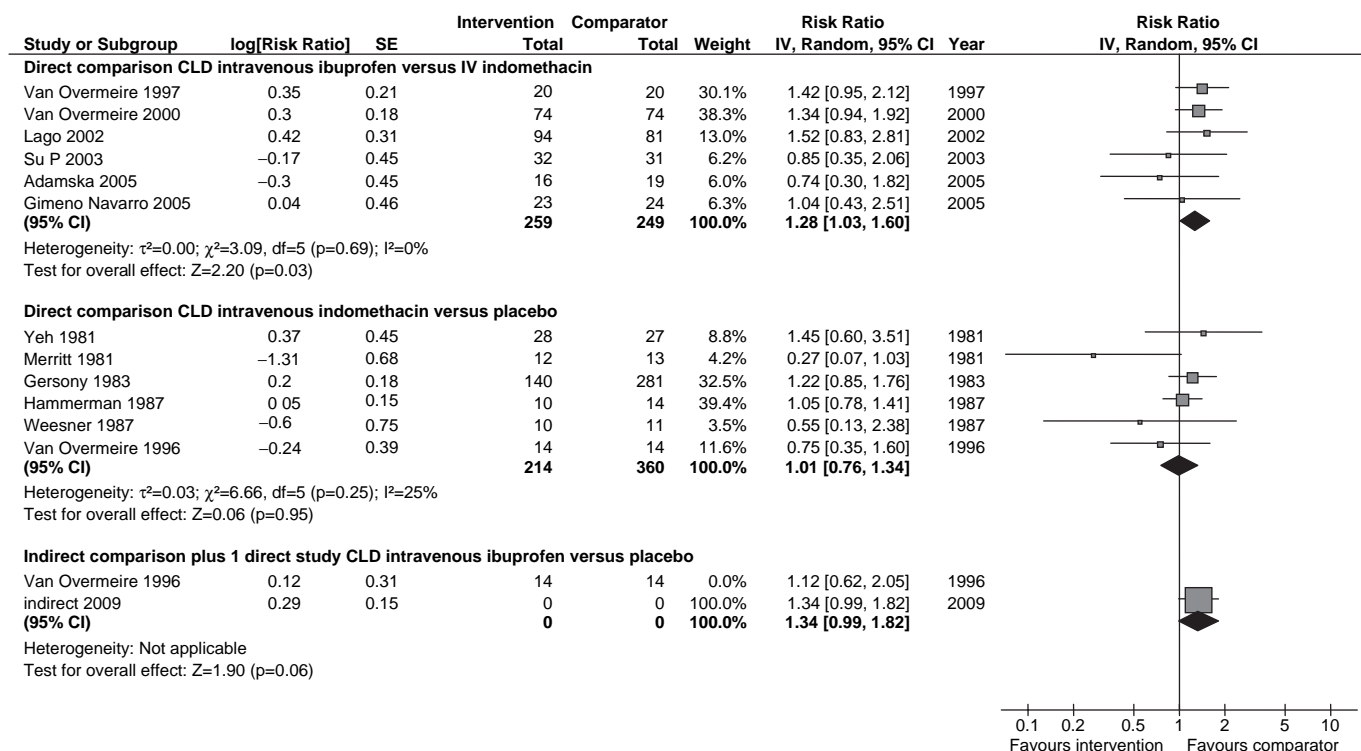 Intervention Comparator Risk Ratio Risk Ratio
Study or Subgroup log[Risk Ratio] SE Total Total Weight IV, Random, 95% CI Year IV, Random, 95% CI
Direct comparison CLD intravenous ibuprofen versus IV indomethacin
Van Overmeire 1997 0.35 0.21 20 20 30.1% 1.42 [0.95, 2.12] 1997
Van Overmeire 2000 0.3 0.18 74 74 38.3% 1.34 [0.94, 1.92] 2000
Lago 2002 0.42 0.31 94 81 13.0% 1.52 [0.83, 2.81] 2002
Su P 2003 −0.17 0.45 32 31 6.2% 0.85 [0.35, 2.06] 2003
Adamska 2005 −0.3 0.45 16 19 6.0% 0.74 [0.30, 1.82] 2005
Gimeno Navarro 2005 0.04 0.46 23 24 6.3% 1.04 [0.43, 2.51] 2005
(95% CI) 259 249 100.0% 1.28 [1.03, 1.60]
Heterogeneity: τ²=0.00; χ²=3.09, df=5 (p=0.69); I²=0%
Test for overall effect: Z=2.20 (p=0.03)
Direct comparison CLD intravenous indomethacin versus placebo
Yeh 1981 0.37 0.45 28 27 8.8% 1.45 [0.60, 3.51] 1981
Merritt 1981 −1.31 0.68 12 13 4.2% 0.27 [0.07, 1.03] 1981
Gersony 1983 0.2 0.18 140 281 32.5% 1.22 [0.85, 1.76] 1983
Hammerman 1987 0 05 0.15 10 14 39.4% 1.05 [0.78, 1.41] 1987
Weesner 1987 −0.6 0.75 10 11 3.5% 0.55 [0.13, 2.38] 1987
Van Overmeire 1996 −0.24 0.39 14 14 11.6% 0.75 [0.35, 1.60] 1996
(95% CI) 214 360 100.0% 1.01 [0.76, 1.34]
Heterogeneity: τ²=0.03; χ²=6.66, df=5 (p=0.25); I²=25%
Test for overall effect: Z=0.06 (p=0.95)
Indirect comparison plus 1 direct study CLD intravenous ibuprofen versus placebo
Van Overmeire 1996 0.12 0.31 14 14 0.0% 1.12 [0.62, 2.05] 1996
indirect 2009 0.29 0.15 0 0 100.0% 1.34 [0.99, 1.82] 2009
(95% CI) 0 0 100.0% 1.34 [0.99, 1.82]
Heterogeneity: Not applicable
Test for overall effect: Z=1.90 (p=0.06)
0.1 0.2 0.5 1 2 5 10
Favours intervention Favours comparator